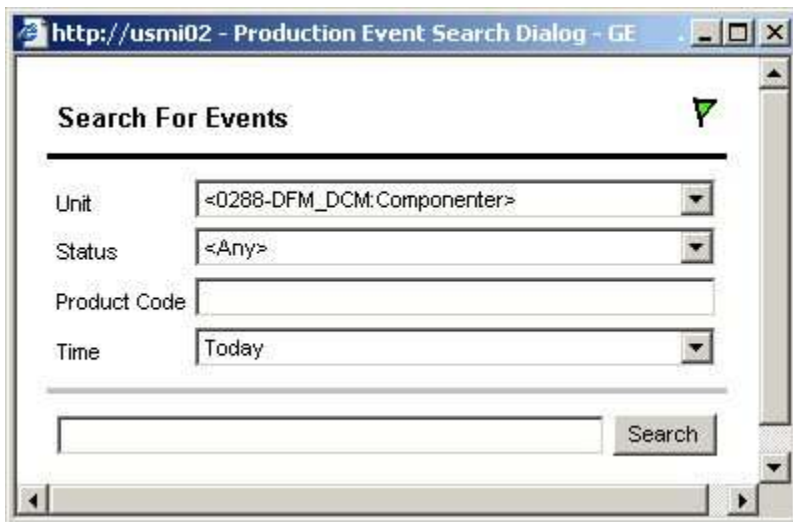 http://usmi02 - Production Event Search Dialog - GE
Search For Events
Unit <0288-DFM_DCM:Componenter>
Status <Any>
Product Code
Time Today
Search